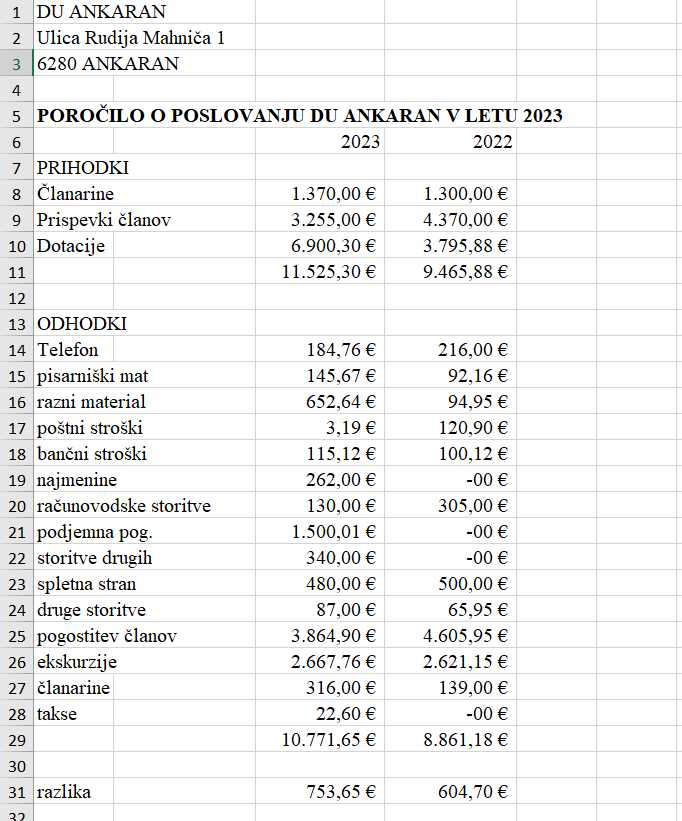 1 DU ANKARAN
2 Ulica Rudija Mahniča 1
3 6280 ANKARAN
4
5 POROČILO O POSLOVANJU DU ANKARAN V LETU 2023
6 2023 2022
7 PRIHODKI
8 Članarine 1.370,00 € 1.300,00 €
9 Prispevki članov 3.255,00 € 4.370,00 €
10 Dotacije 6.900,30 € 3.795,88 €
11 11.525,30 € 9.465,88 €
12
13 ODHODKI
14 Telefon 184,76 € 216,00 €
15 pisarniški mat 145,67 € 92,16 €
16 razni material 652,64 € 94,95 €
17 poštni stroški 3,19 € 120,90 €
18 bančni stroški 115,12 € 100,12 €
19 najmenine 262,00 € -00 €
20 računovodske storitve 130,00 € 305,00 €
21 podjemna pog. 1.500,01 € -00 €
22 storitve drugih 340,00 € -00 €
23 spletna stran 480,00 € 500,00 €
24 druge storitve 87,00 € 65,95 €
25 pogostitev članov 3.864,90 € 4.605,95 €
26 ekskurzije 2.667,76 € 2.621,15 €
27 članarine 316,00 € 139,00 €
28 takse 22,60 € -00 €
29 10.771,65 € 8.861,18 €
30
31 razlika 753,65 € 604,70 €
32